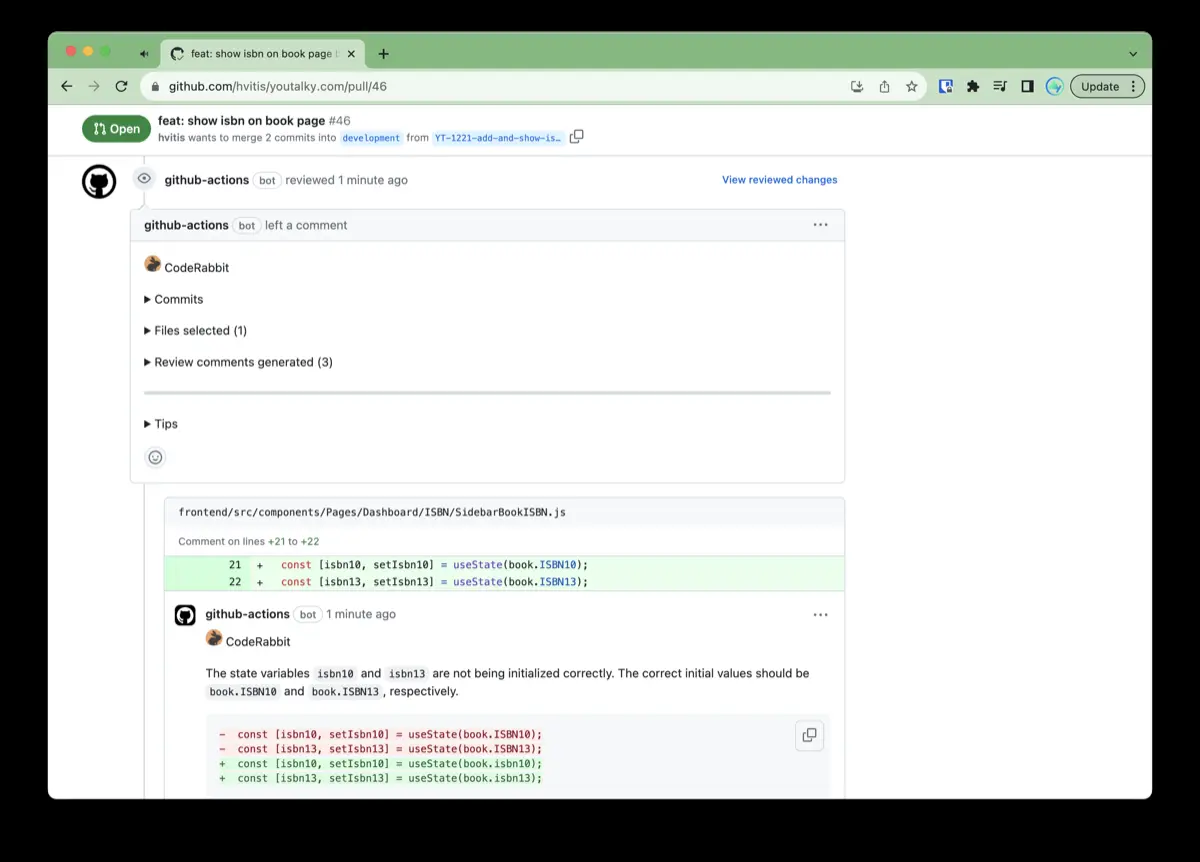 feat: show isbn on book page
github.com/hvitis/youtalky.com/pull/46
Update
Open
feat: show isbn on book page #46
hvitis wants to merge 2 commits into development from YT-1221-add-and-show-is…
github-actions bot reviewed 1 minute ago
View reviewed changes
github-actions bot left a comment
CodeRabbit
Commits
Files selected (1)
Review comments generated (3)
Tips
frontend/src/components/Pages/Dashboard/ISBN/SidebarBookISBN.js
Comment on lines +21 to +22
21 + const [isbn10, setIsbn10] = useState(book.ISBN10);
22 + const [isbn13, setIsbn13] = useState(book.ISBN13);
github-actions bot 1 minute ago
CodeRabbit
The state variables isbn10 and isbn13 are not being initialized correctly. The correct initial values should be
book.ISBN10 and book.ISBN13, respectively.
- const [isbn10, setIsbn10] = useState(book.ISBN10);
- const [isbn13, setIsbn13] = useState(book.ISBN13);
+ const [isbn10, setIsbn10] = useState(book.isbn10);
+ const [isbn13, setIsbn13] = useState(book.isbn13);